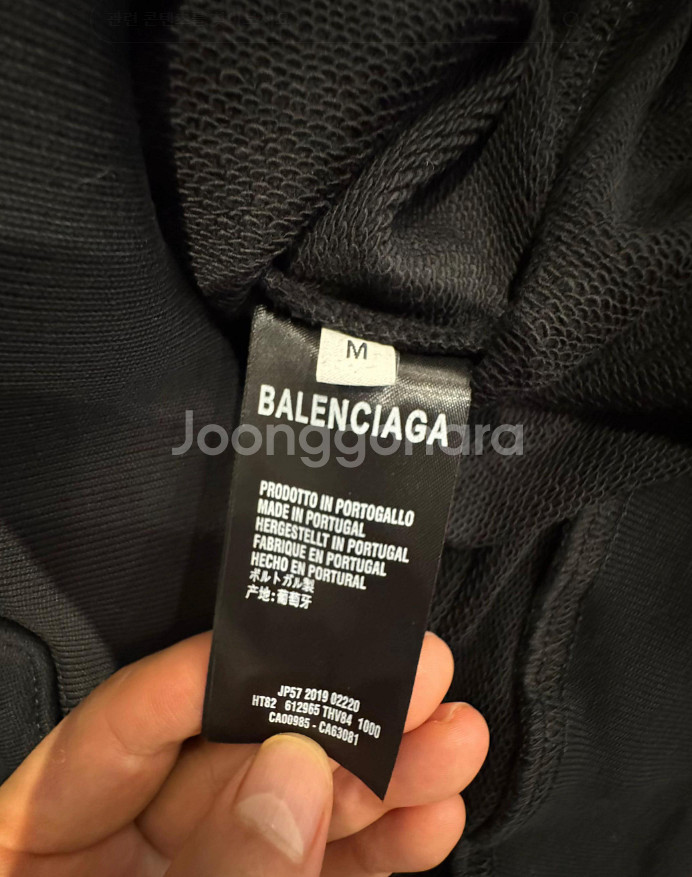 M
BALENCIAGA
Joonggonara
PRODOTTO IN PORTOGALLO
MADE IN PORTUGAL
HERGESTELLT IN PORTUGAL
FABRIQUE EN PORTUGAL
HECHO EN PORTURAL
ポルトガル製
产地:葡萄牙
JP57 2019 02220
HT82 612965 THV84 1000
CA00985 - CA63081